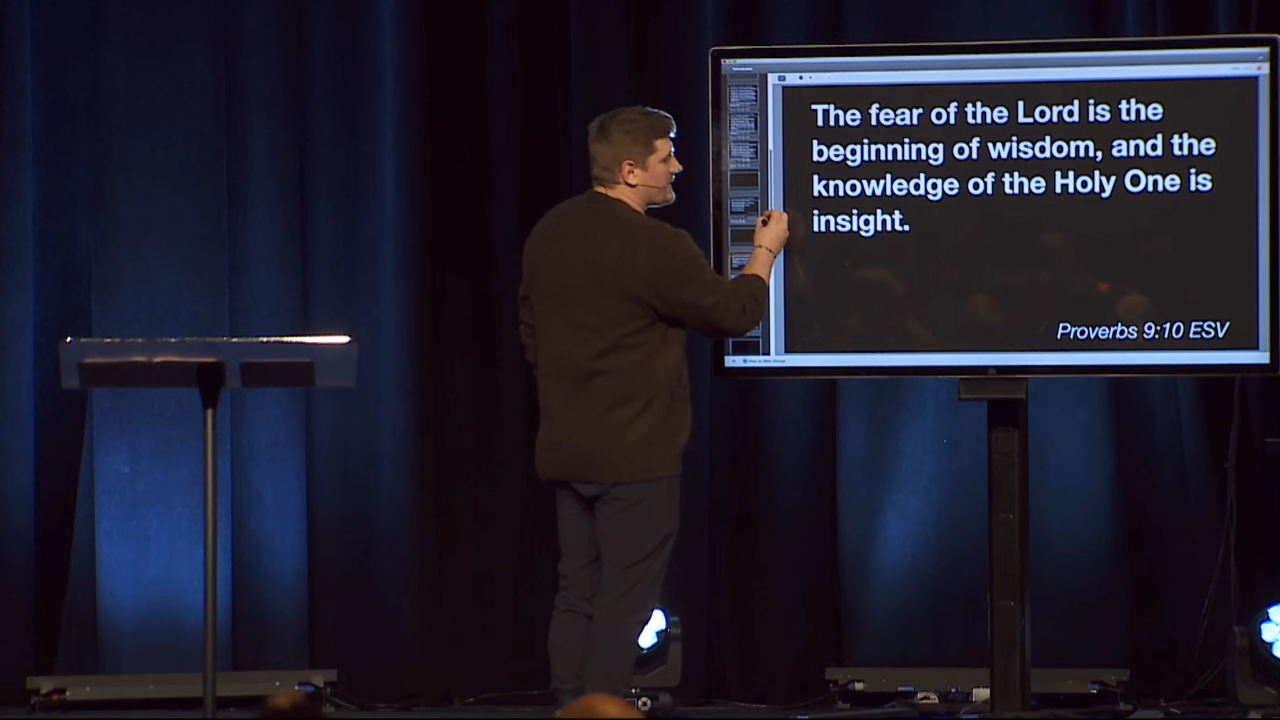 The fear of the Lord is the
beginning of wisdom, and the
knowledge of the Holy One is
insight.
Proverbs 9:10 ESV